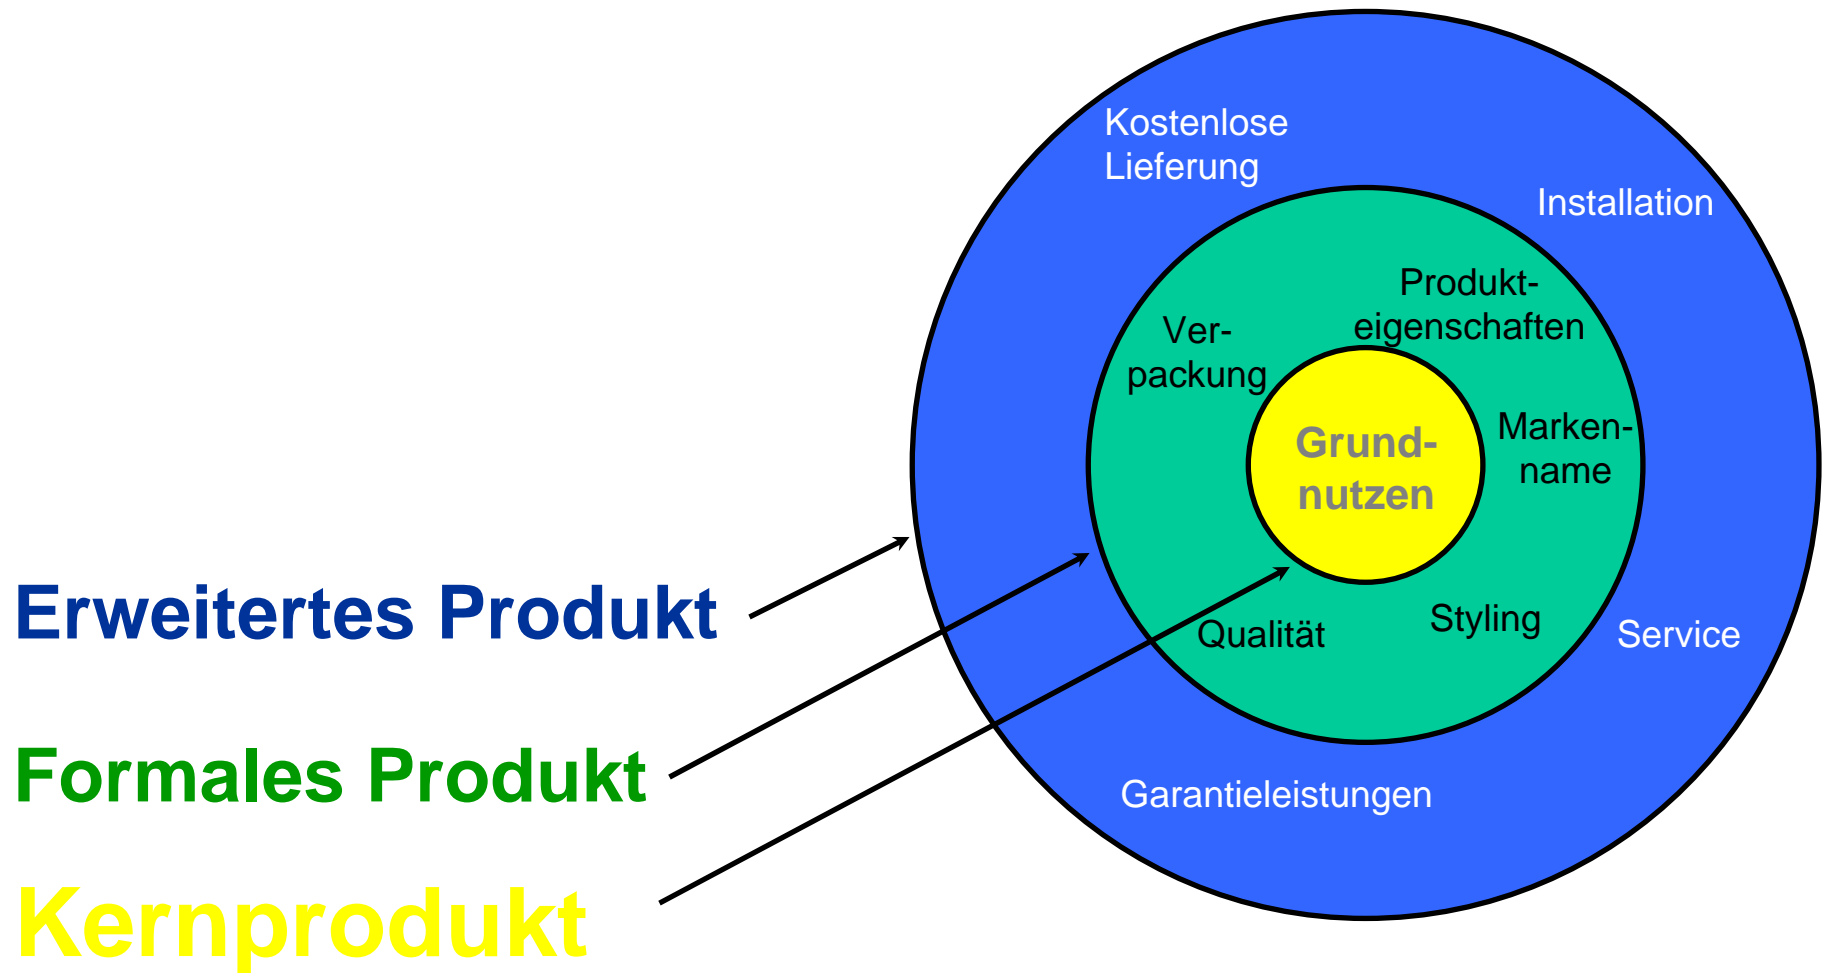 Kostenlose
Lieferung
Installation
Produkt-
eigenschaften
Ver-
packung
Marken-
name
Grund-
nutzen
Qualität
Styling
Service
Garantieleistungen
Erweitertes Produkt
Formales Produkt
Kernprodukt